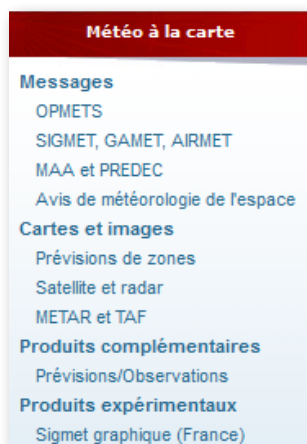 Météo à la carte
Messages
OPMETS
SIGMET, GAMET, AIRMET
MAA et PREDEC
Avis de météorologie de l'espace
Cartes et images
Prévisions de zones
Satellite et radar
METAR et TAF
Produits complémentaires
Prévisions/Observations
Produits expérimentaux
Sigmet graphique (France)